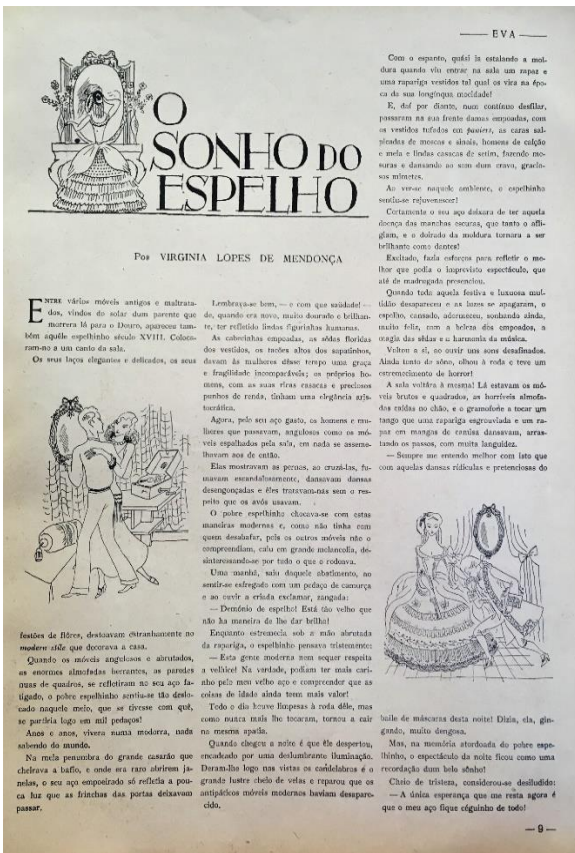 EVA
O
SONHO DO
ESPELHO
Por VIRGINIA LOPES DE MENDONÇA
ENTRE vários móveis antigos e maltrata-
dos, vindos do solar dum parente que
morrera lá para o Douro, apareceu tam-
bém aquêle espelhinho século XVIII. Coloca-
ram-no a um canto da sala.
Os seus laços elegantes e delicados, os seus
festões de flôres, destoavam estranhamente no
modern stile que decorava a casa.
Quando os móveis angulosos e abrutados,
as enormes almofadas berrantes, as paredes
nuas de quadros, se reflectiram no seu aço fa-
tigado, o pobre espelhinho sentiu-se tão deslo-
cado naquele meio, que se tivesse com quê,
se partiria logo em mil pedaços!
Anos e anos, vivera numa modorra, nada
sabendo do mundo.
Na meia penumbra do grande casarão que
cheirava a bafio, e onde era raro abrirem ja-
nelas, o seu aço empoeirado só reflectia a pou-
ca luz que as frinchas das portas deixavam
passar.
Lembrava-se bem, — e com que saüdade! —
de, quando era novo, muito dourado e brilhan-
te, ter reflectido lindas figurinhas humanas.
As cabecinhas empoadas, as sêdas floridas
dos vestidos, os tacões altos dos sapatinhos,
davam às mulheres dêsse tempo uma graça
e fragilidade incomparáveis; os próprios ho-
mens, com as suas ricas casacas e preciosos
punhos de renda, tinham uma elegância aris-
tocrática.
Agora, pelo seu aço gasto, os homens e mu-
lheres que passavam, angulosos como os mó-
veis espalhados pela sala, em nada se asseme-
lhavam aos de então.
Elas mostravam as pernas, ao cruzá-las, fu-
mavam escandalosamente, dansavam dansas
desengonçadas e êles tratavam-nas sem o res-
peito que os avós usavam.
O pobre espelhinho chocava-se com estas
maneiras modernas e, como não tinha com
quem desabafar, pois os outros móveis não o
compreendiam, caíu em grande melancolia, de-
sinteressando-se por tudo o que o rodeava.
Uma manhã, saiu daquele abatimento, ao
sentir-se esfregado com um pedaço de camurça
e ao ouvir a criada exclamar, zangada:
— Demónio de espelho! Está tão velho que
não ha maneira de lhe dar brilho!
Enquanto estremecia sob a mão abrutada
da rapariga, o espelhinho pensava tristemente:
— Esta gente moderna nem sequer respeita
a velhice! Na verdade, podiam ter mais cari-
nho pelo meu velho aço e compreender que as
coisas de idade ainda teem mais valor!
Todo o dia houve limpesas à roda dêle, mas
como nunca mais lhe tocaram, tornou a cair
na mesma apatia.
Quando chegou a noite é que êle despertou,
encadeado por uma deslumbrante iluminação.
Deram-lhe logo nas vistas os candelabros e o
grande lustre cheio de velas e reparou que os
antipáticos móveis modernos haviam desapare-
cido.
Com o espanto, quási ia estalando a mol-
dura quando viu entrar na sala um rapaz e
uma rapariga vestidos tal qual os vira na épo-
ca da sua longínqua mocidade!
E, daí por diante, num contínuo desfilar,
passaram na sua frente damas empoadas, com
os vestidos tufados em paniers, as caras sal-
picadas de moscas e sinais, homens de calção
e meia e lindas casacas de setim, fazendo me-
suras e dansando ao som dum cravo, gracio-
sos minuetes.
Ao ver-se naquele ambiente, o espelhinho
sentiu-se rejuvenescer!
Certamente o seu aço deixara de ter aquela
doença das manchas escuras, que tanto o afli-
giam, e o doirado da moldura tornara a ser
brilhante como dantes!
Excitado, fazia esforços para reflectir o me-
lhor que podia o imprevisto espectáculo, que
até de madrugada presenciou.
Quando toda aquela festiva e luxuosa mul-
tidão desapareceu e as luzes se apagaram, o
espelho, cansado, adormeceu, sonhando ainda,
muito feliz, com a beleza dos empoados, a
magia das sêdas e a harmonia da música.
Voltou a si, ao ouvir uns sons desafinados.
Ainda tonto de sôno, olhou à roda e teve um
estremecimento de horror!
A sala voltára à mesma! Lá estavam os mó-
veis brutos e quadrados, as horríveis almofa-
das caídas no chão, e o gramofone a tocar um
tango que uma rapariga esgrouviada e um ra-
paz em mangas de camisa dansavam, arras-
tando os passos, com muita languidez.
— Sempre me entendo melhor com isto que
com aquelas dansas ridículas e pretenciosas do
baile de máscaras desta noite! Dizia, ela, gin-
gando, muito dengosa.
Mas, na memória atordoada do pobre espe-
lhinho, o espectáculo da noite ficou como uma
recordação dum belo sonho!
Cheio de tristeza, considerou-se desiludido:
— A única esperança que me resta agora é
que o meu aço fique céguinho de todo!
— 9 —